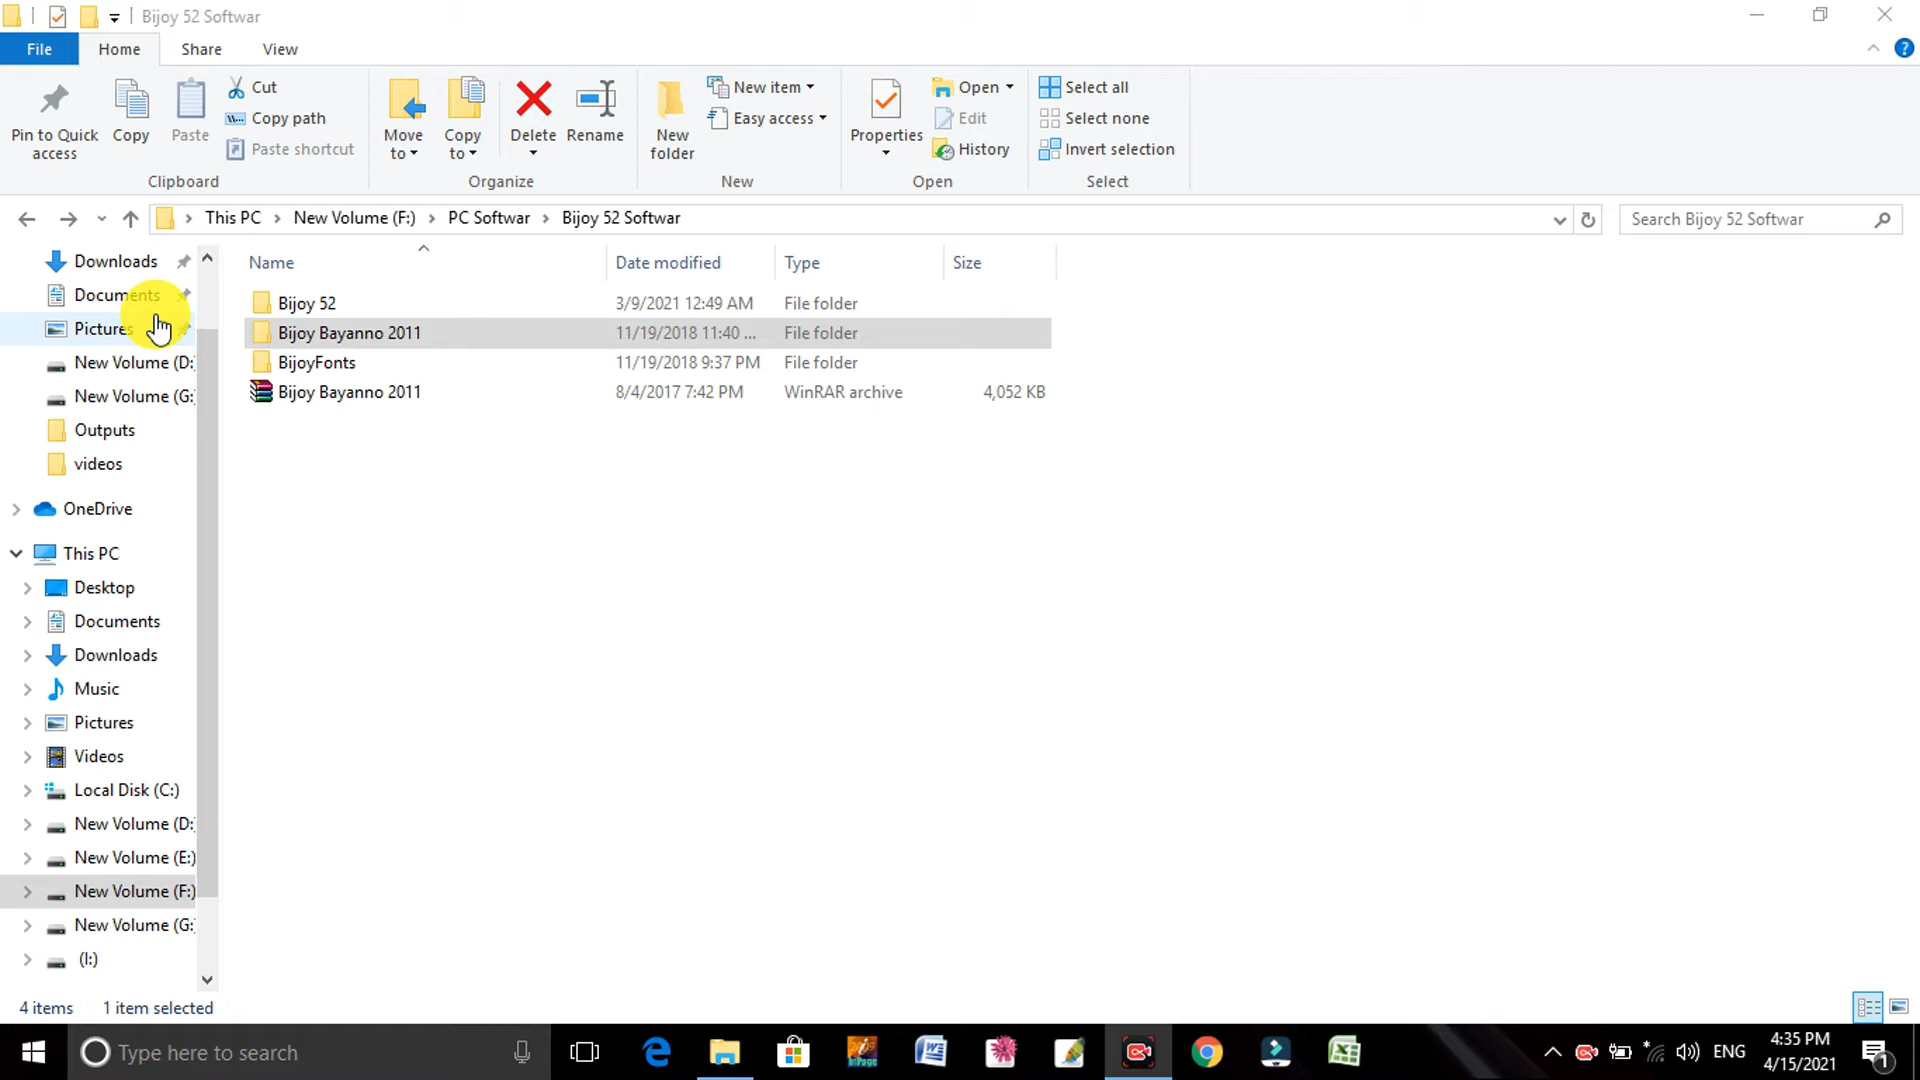 Bijoy 52 Softwar
File Home Share View
Pin to Quick access
Copy
Paste
Cut
Copy path
Paste shortcut
Clipboard
Move to
Copy to
Delete
Rename
Organize
New folder
New item
Easy access
New
Properties
Open
Edit
History
Open
Select all
Select none
Invert selection
Select
This PC > New Volume (F:) > PC Softwar > Bijoy 52 Softwar
Search Bijoy 52 Softwar
Name Date modified Type Size
Bijoy 52 3/9/2021 12:49 AM File folder
Bijoy Bayanno 2011 11/19/2018 11:40 ... File folder
BijoyFonts 11/19/2018 9:37 PM File folder
Bijoy Bayanno 2011 8/4/2017 7:42 PM WinRAR archive 4,052 KB
Downloads
Documents
Pictures
New Volume (D:
New Volume (G:
Outputs
videos
OneDrive
This PC
Desktop
Documents
Downloads
Music
Pictures
Videos
Local Disk (C:)
New Volume (D:
New Volume (E:)
New Volume (F:)
New Volume (G:
(I:)
4 items 1 item selected
Type here to search
ENG
4:35 PM
4/15/2021
1